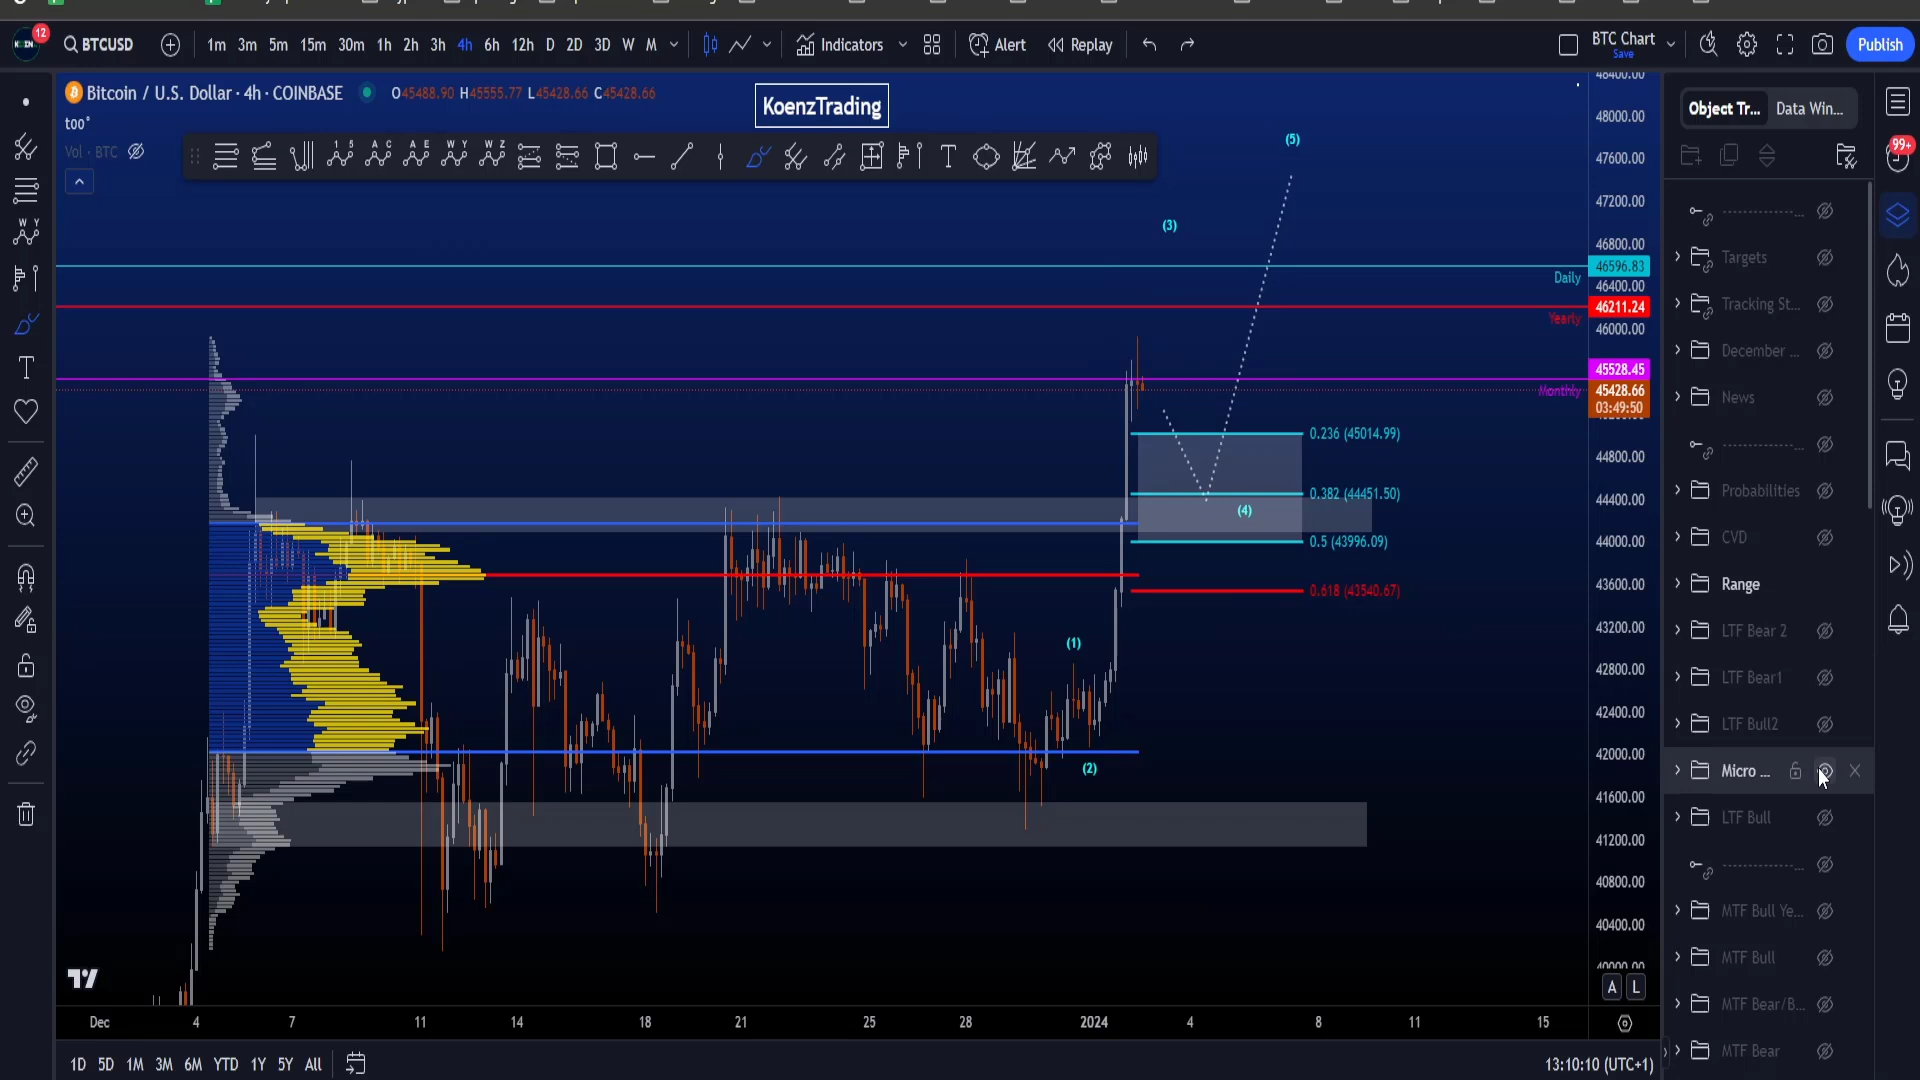 12
BTCUSD
1m 3m 5m 15m 30m 1h 2h 3h 4h 6h 12h D 2D 3D W M
Indicators
Alert
Replay
BTC Chart
Save
Publish
Bitcoin / U.S. Dollar · 4h · COINBASE
O45488.90 H45555.77 L45428.66 C45428.66
too°
Vol · BTC
KoenzTrading
(5)
(3)
Daily
Yearly
Monthly
0.236 (45014.99)
0.382 (44451.50)
(4)
0.5 (43996.09)
0.618 (43540.67)
(1)
(2)
48400.00
48000.00
47600.00
47200.00
46800.00
46596.83
46400.00
46211.24
46000.00
45528.45
45428.66
03:49:50
44800.00
44400.00
44000.00
43600.00
43200.00
42800.00
42400.00
42000.00
41600.00
41200.00
40800.00
40400.00
40000.00
A L
Dec 4 7 11 14 18 21 25 28 2024 4 8 11 15
1D 5D 1M 3M 6M YTD 1Y 5Y All
13:10:10 (UTC+1)
Object Tr...
Data Win...
99+
Targets
Tracking St...
December ...
News
Probabilities
CVD
Range
LTF Bear 2
LTF Bear1
LTF Bull2
Micro ...
LTF Bull
MTF Bull Ye...
MTF Bull
MTF Bear/B...
MTF Bear